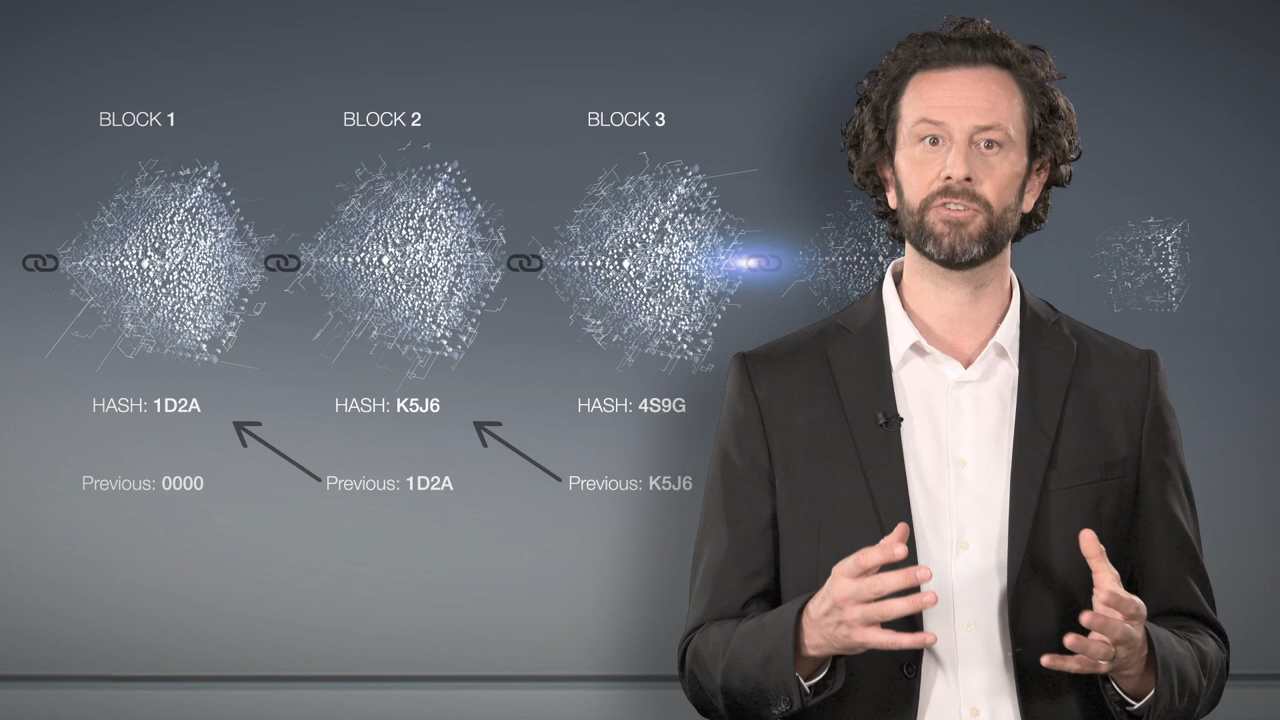 BLOCK 1
BLOCK 2
BLOCK 3
HASH: 1D2A
HASH: K5J6
HASH: 4S9G
Previous: 0000
Previous: 1D2A
Previous: K5J6